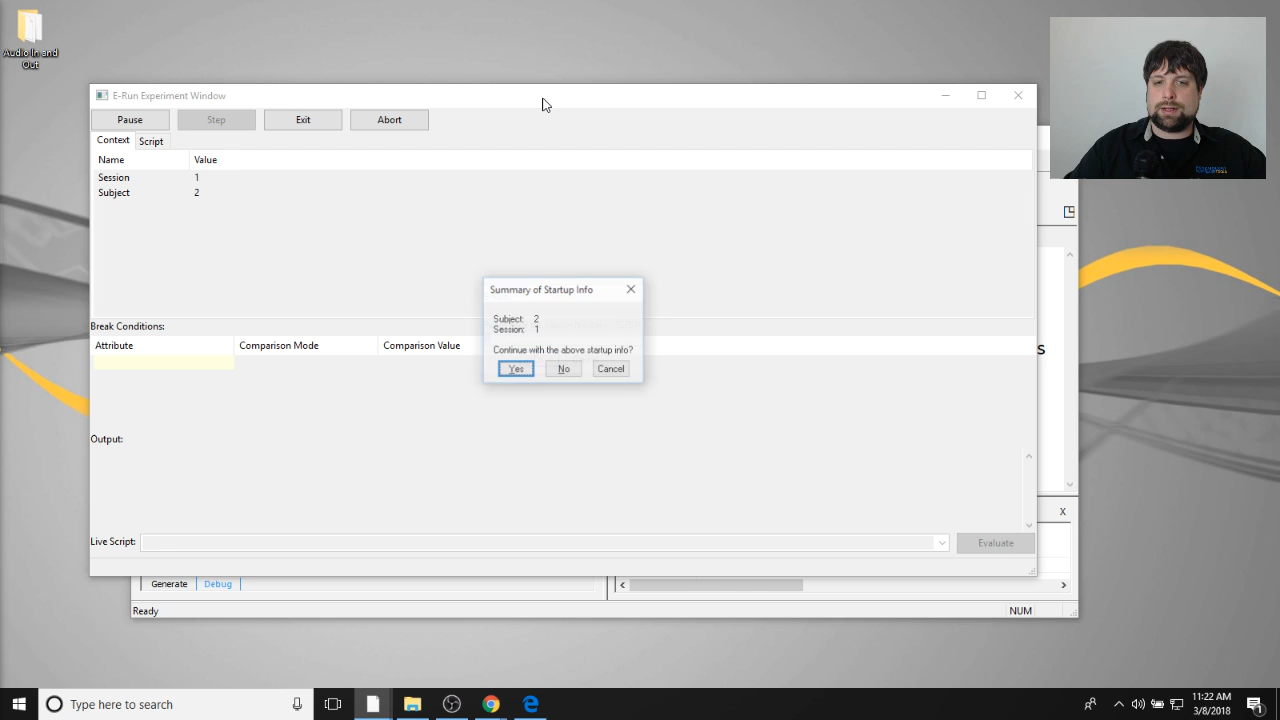 Audio In and
Out
E-Run Experiment Window
Pause
Step
Exit
Abort
Context
Script
Name
Value
Session
1
Subject
2
Summary of Startup Info
Subject: 2
Session: 1
Continue with the above startup info?
Yes
No
Cancel
Break Conditions:
Attribute
Comparison Mode
Comparison Value
s
Output:
X
Live Script:
Evaluate
Generate
Debug
Ready
NUM
Type here to search
11:22 AM
3/8/2018
1